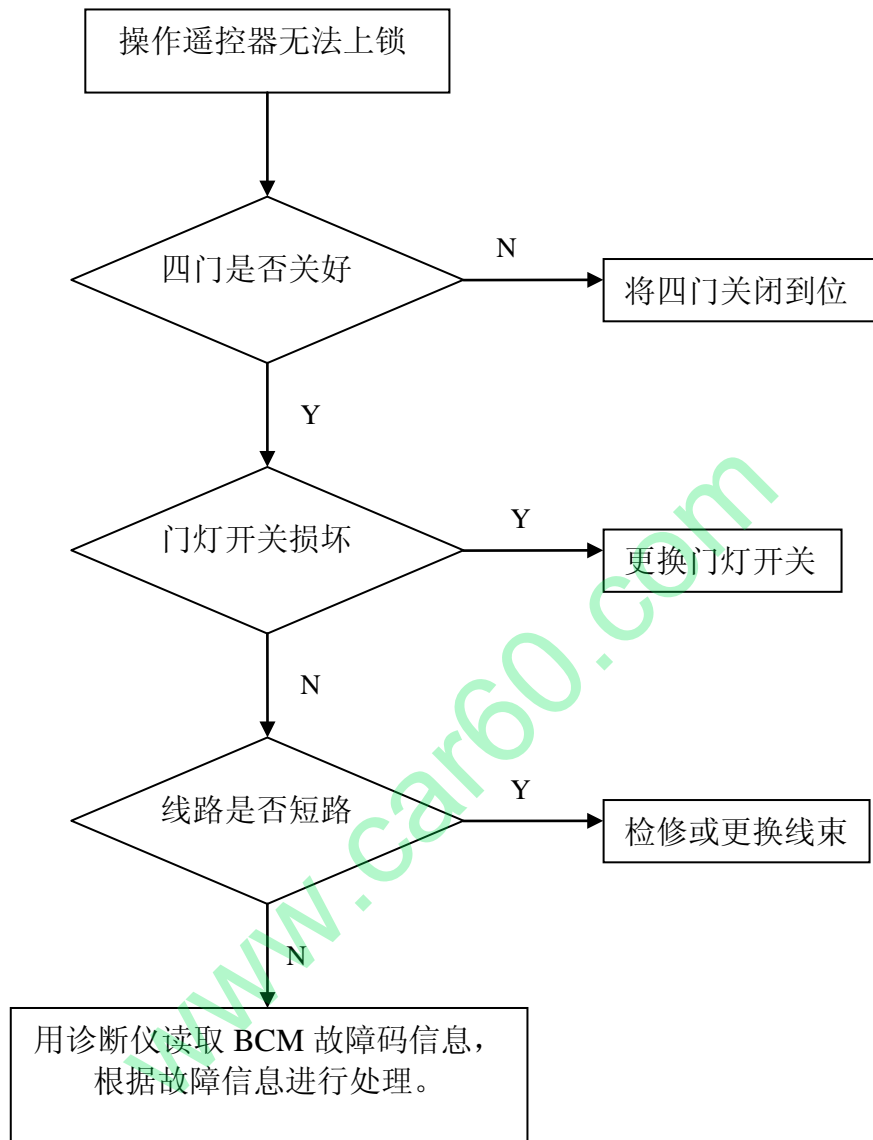 操作遥控器无法上锁
四门是否关好
N
将四门关闭到位
Y
门灯开关损坏
Y
更换门灯开关
N
线路是否短路
Y
检修或更换线束
N
用诊断仪读取 BCM 故障码信息，
根据故障信息进行处理。
www.car60.com